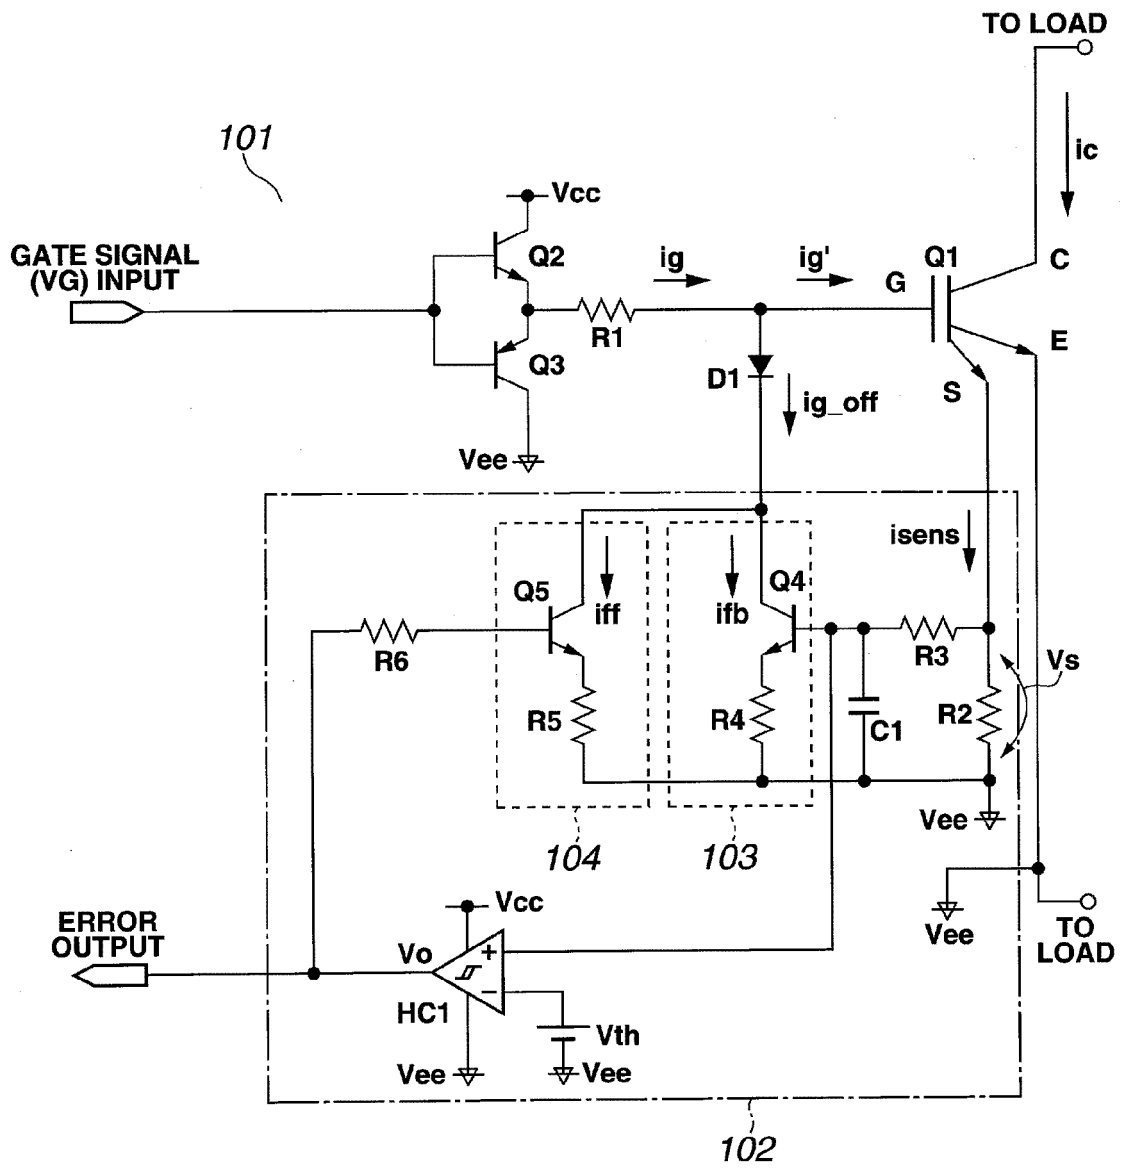 TO LOAD
101
ic
Vcc
GATE SIGNAL
(VG) INPUT
Q2
ig
ig'
Q1
C
G
R1
E
Q3
D1
S
ig_off
Vee
isens
Q5
iff
ifb
Q4
R6
R3
Vs
R5
R4
C1
R2
Vee
104
103
Vcc
ERROR
OUTPUT
Vo
+
Vee
TO
LOAD
−
HC1
Vth
Vee
Vee
102